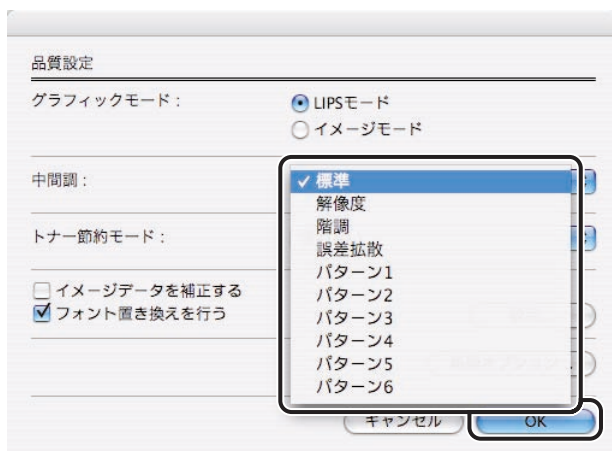 品質設定
グラフィックモード：
LIPSモード
イメージモード
中間調：
✓ 標準
解像度
階調
誤差拡散
パターン1
パターン2
パターン3
パターン4
パターン5
パターン6
トナー節約モード：
イメージデータを補正する
フォント置き換えを行う
キャンセル
OK